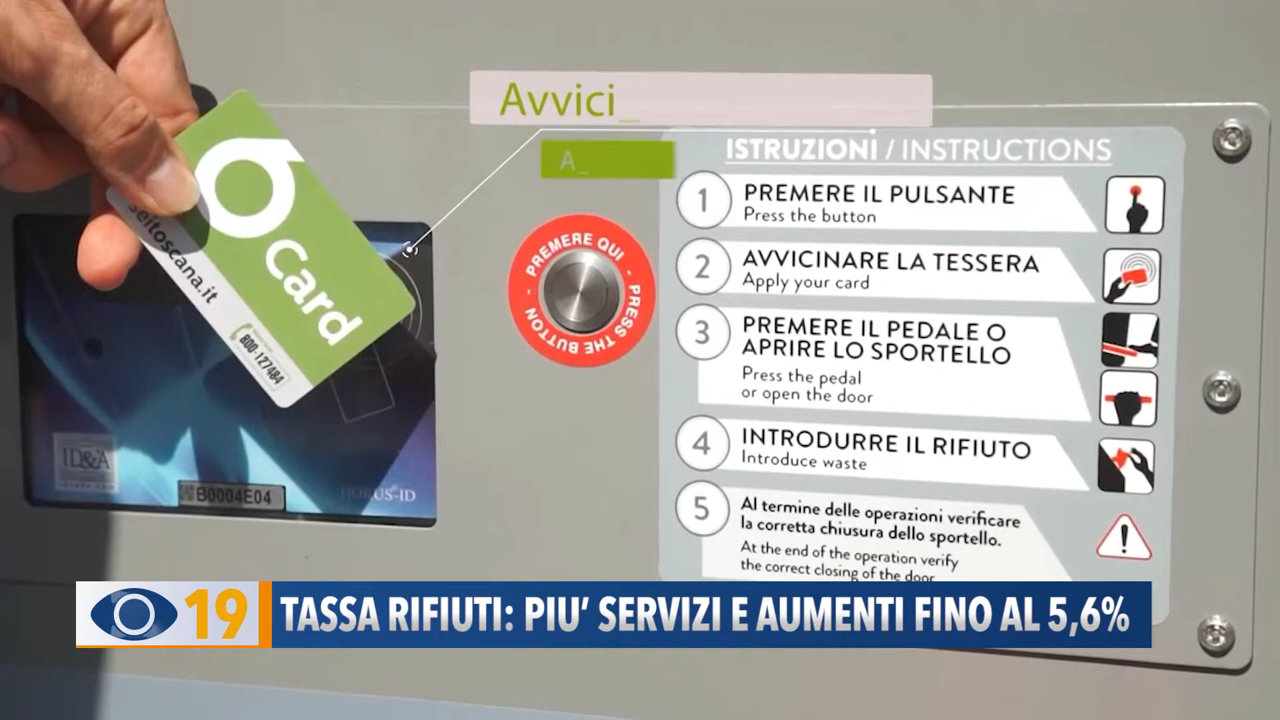 Avvici_
A_
ISTRUZIONI / INSTRUCTIONS
1 PREMERE IL PULSANTE
Press the button
2 AVVICINARE LA TESSERA
Apply your card
3 PREMERE IL PEDALE O
APRIRE LO SPORTELLO
Press the pedal
or open the door
4 INTRODURRE IL RIFIUTO
Introduce waste
5 Al termine delle operazioni verificare
la corretta chiusura dello sportello.
At the end of the operation verify
the correct closing of the door
PREMERE QUI - PRESS THE BUTTON -
Card
seitoscana.it
800-127484
ID&A
B0004E04
HORUS-ID
19 TASSA RIFIUTI: PIU' SERVIZI E AUMENTI FINO AL 5,6%